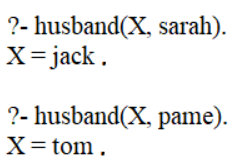 ?- husband(X, sarah).
X = jack .
?- husband(X, pame).
X = tom .